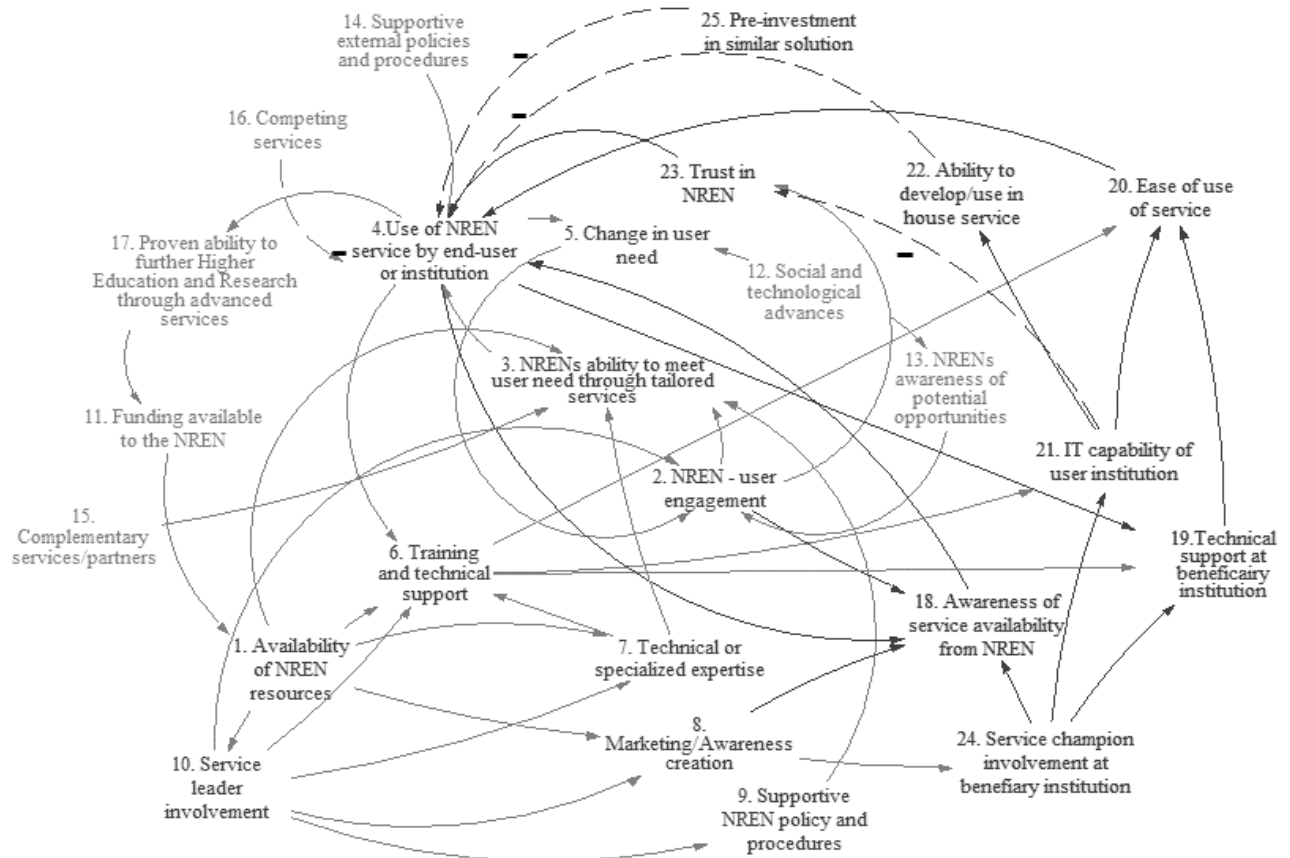 14. Supportive
external policies
and procedures
25. Pre-investment
in similar solution
16. Competing
services
23. Trust in
NREN
22. Ability to
develop/use in
house service
20. Ease of use
of service
4.Use of NREN
service by end-user
or institution
5. Change in user
need
17. Proven ability to
further Higher
Education and Research
through advanced
services
12. Social and
technological
advances
3. NRENs ability to meet
user need through tailored
services
13. NRENs
awareness of
potential
opportunities
11. Funding available
to the NREN
21. IT capability of
user institution
2. NREN - user
engagement
15.
Complementary
services/partners
6. Training
and technical
support
19.Technical
support at
beneficairy
institution
18. Awareness of
service availability
from NREN
1. Availability
of NREN
resources
7. Technical or
specialized expertise
8.
Marketing/Awareness
creation
24. Service champion
involvement at
benefiary institution
10. Service
leader
involvement
9. Supportive
NREN policy and
procedures